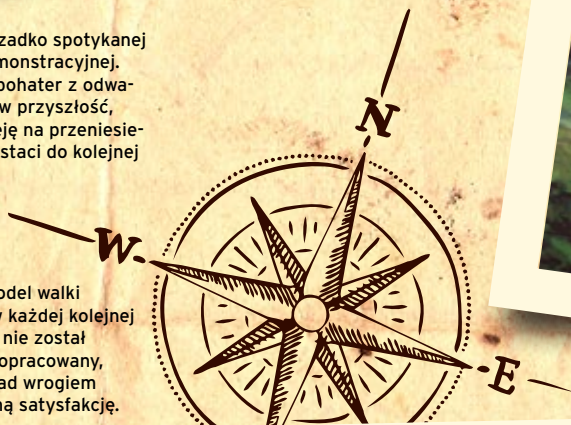 zadko spotykanej
monstracyjnej.
bohater z odwa-
w przyszłość,
eję na przeniesie-
staci do kolejnej
N
W
odel walki
w każdej kolejnej
nie został
opracowany,
ad wrogiem
ną satysfakcję.
E